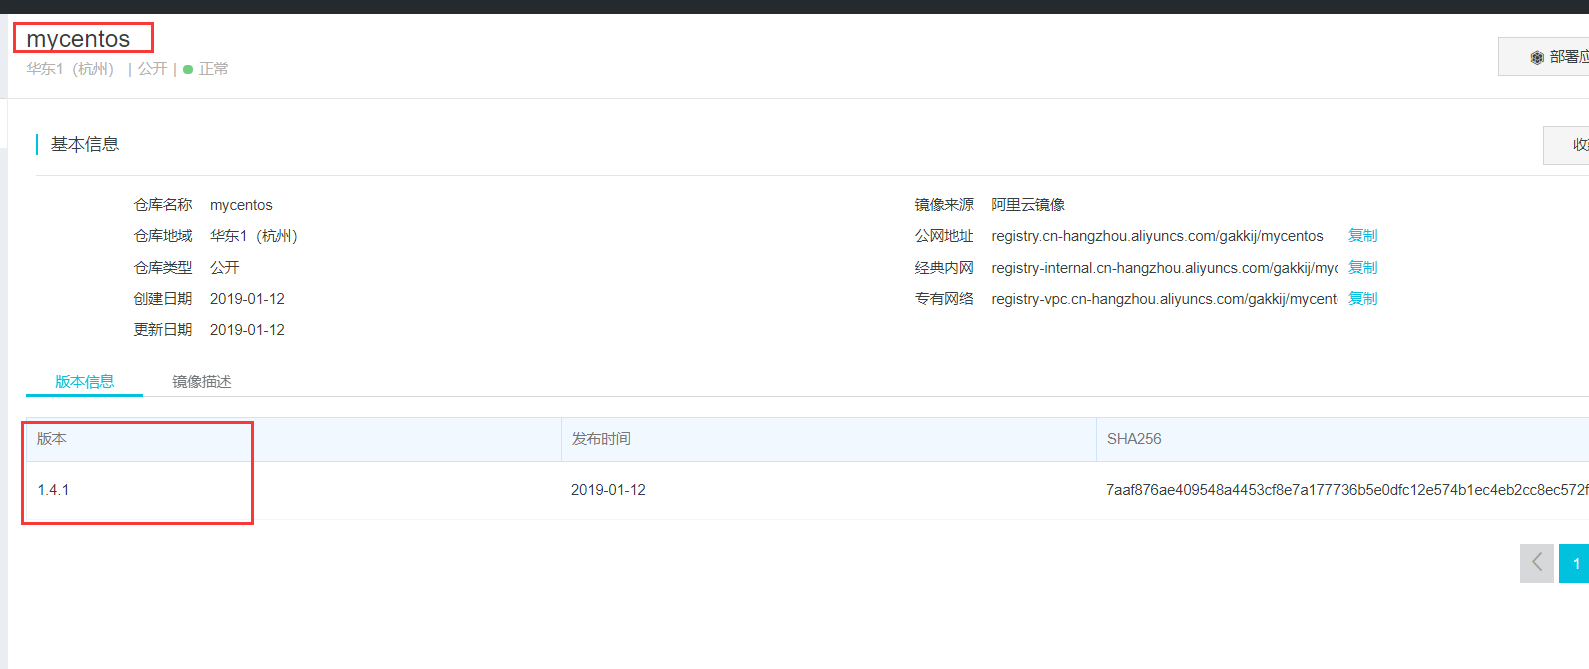 mycentos
华东1（杭州） | 公开 | 正常
部署应
基本信息
仓库名称 mycentos
仓库地域 华东1（杭州）
仓库类型 公开
创建日期 2019-01-12
更新日期 2019-01-12
镜像来源 阿里云镜像
公网地址 registry.cn-hangzhou.aliyuncs.com/gakkij/mycentos 复制
经典内网 registry-internal.cn-hangzhou.aliyuncs.com/gakkij/myc 复制
专有网络 registry-vpc.cn-hangzhou.aliyuncs.com/gakkij/mycent 复制
版本信息 镜像描述
版本 发布时间 SHA256
1.4.1 2019-01-12 7aaf876ae409548a4453cf8e7a177736b5e0dfc12e574b1ec4eb2cc8ec572f
1